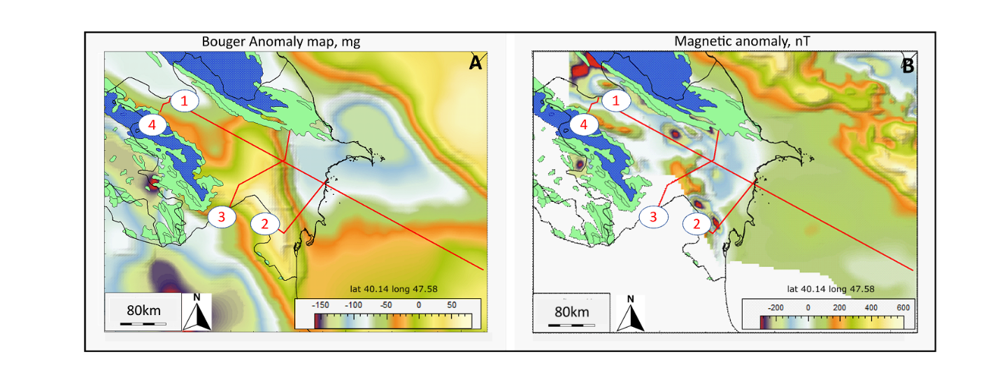 Bouger Anomaly map, mg
A
1
4
3
2
lat 40.14 long 47.58
80km
N
-150 -100 -50 0 50
Magnetic anomaly, nT
B
1
4
3
2
lat 40.14 long 47.58
80km
N
-200 0 200 400 600